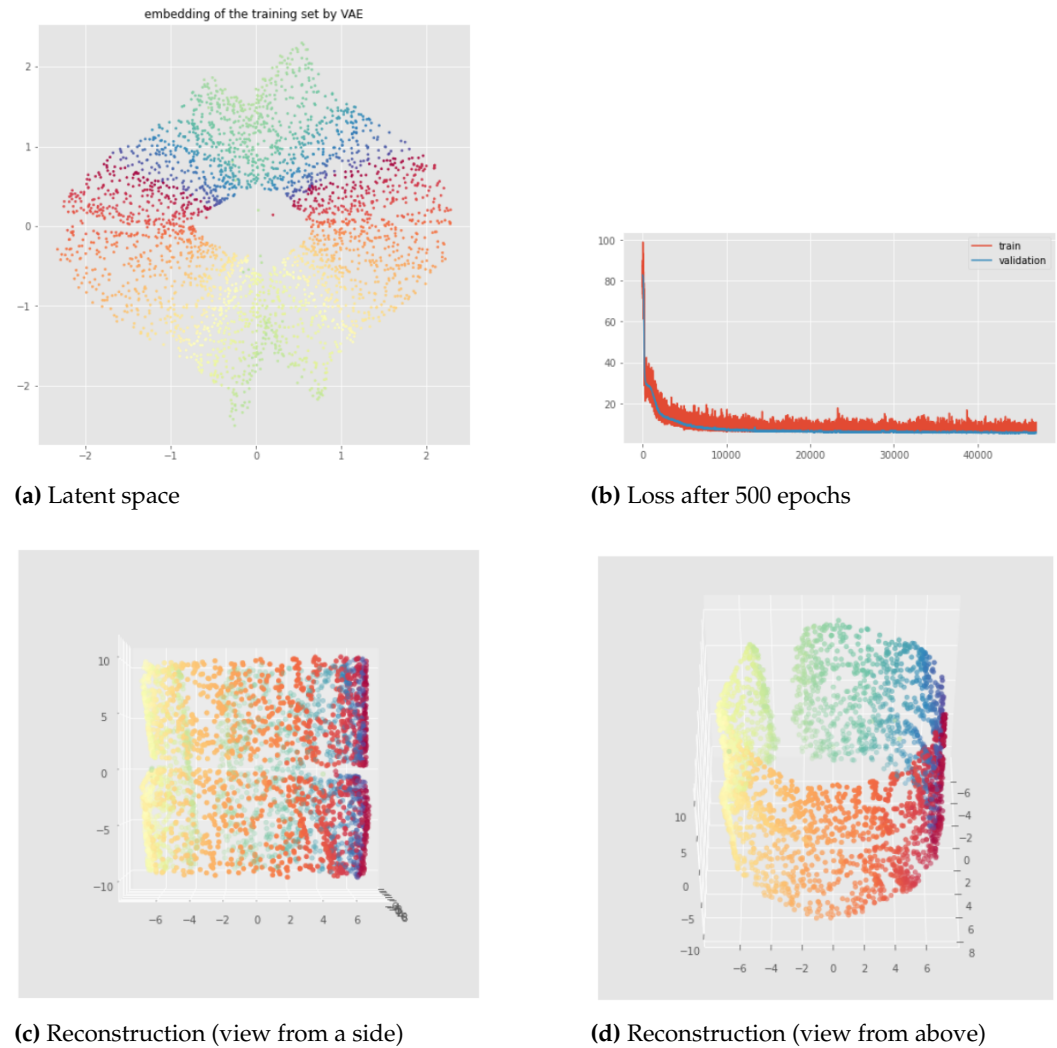 embedding of the training set by VAE
2
1
0
−1
−2
−2 −1 0 1 2
(a) Latent space
100
80
60
40
20
train
validation
0 10000 20000 30000 40000
(b) Loss after 500 epochs
10
5
0
−5
−10
−6 −4 −2 0 2 4 6
(c) Reconstruction (view from a side)
10
5
0
−5
−10
−6
−4
−2
0
2
4
6
8
−6 −4 −2 0 2 4 6
(d) Reconstruction (view from above)